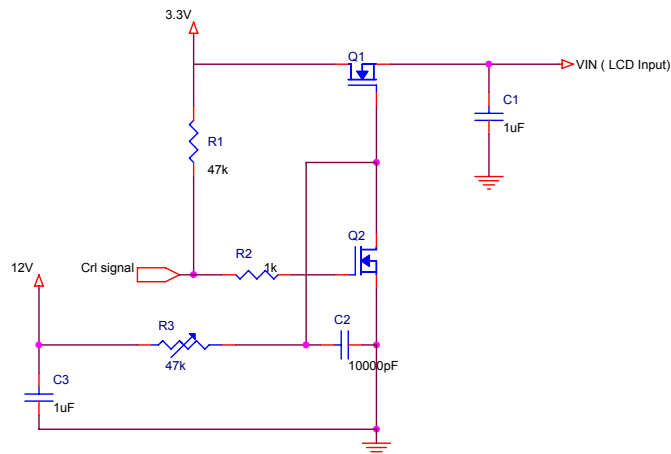 3.3V
Q1
VIN ( LCD Input)
C1
1uF
R1
47k
Q2
R2
1k
Crl signal
12V
R3
47k
C2
10000pF
C3
1uF